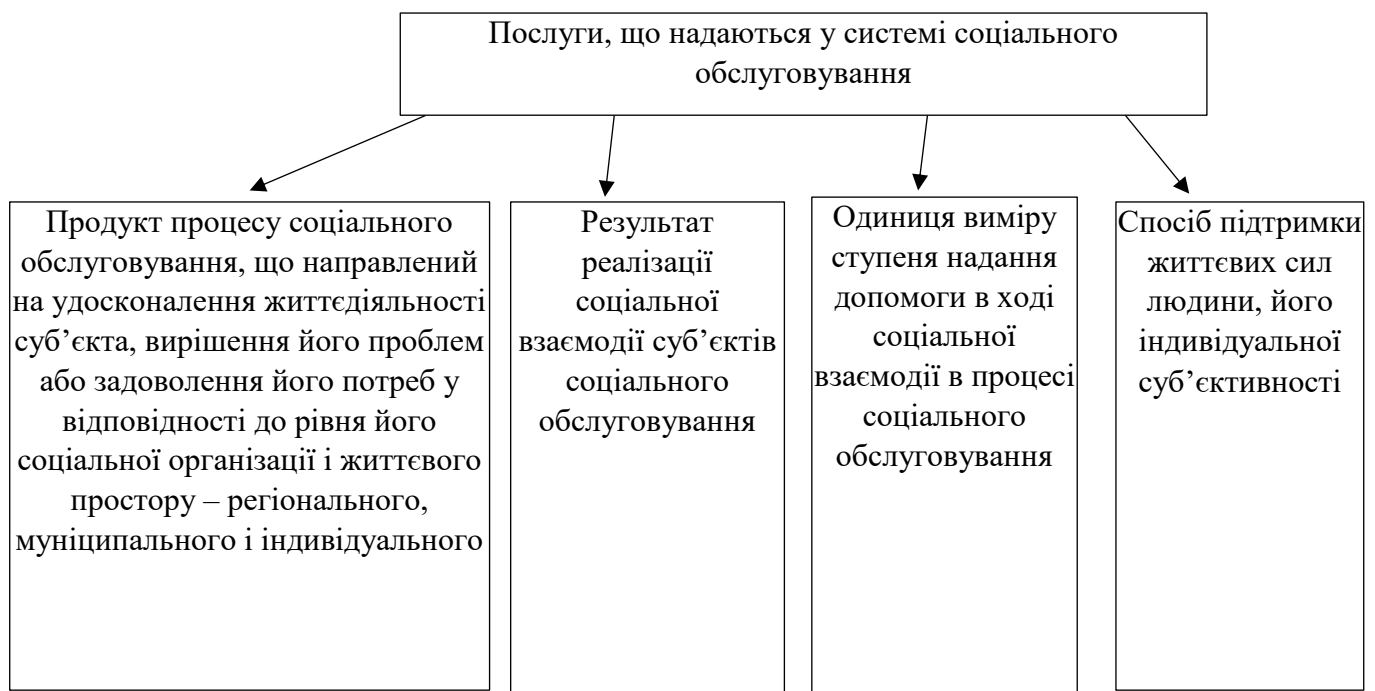 Послуги, що надаються у системі соціального
обслуговування
Продукт процесу соціального
обслуговування, що направлений
на удосконалення життєдіяльності
суб’єкта, вирішення його проблем
або задоволення його потреб у
відповідності до рівня його
соціальної організації і життєвого
простору – регіонального,
муніципального і індивідуального
Результат
реалізації
соціальної
взаємодії суб’єктів
соціального
обслуговування
Одиниця виміру
ступеня надання
допомоги в ході
соціальної
взаємодії в процесі
соціального
обслуговування
Спосіб підтримки
життєвих сил
людини, його
індивідуальної
суб’єктивності